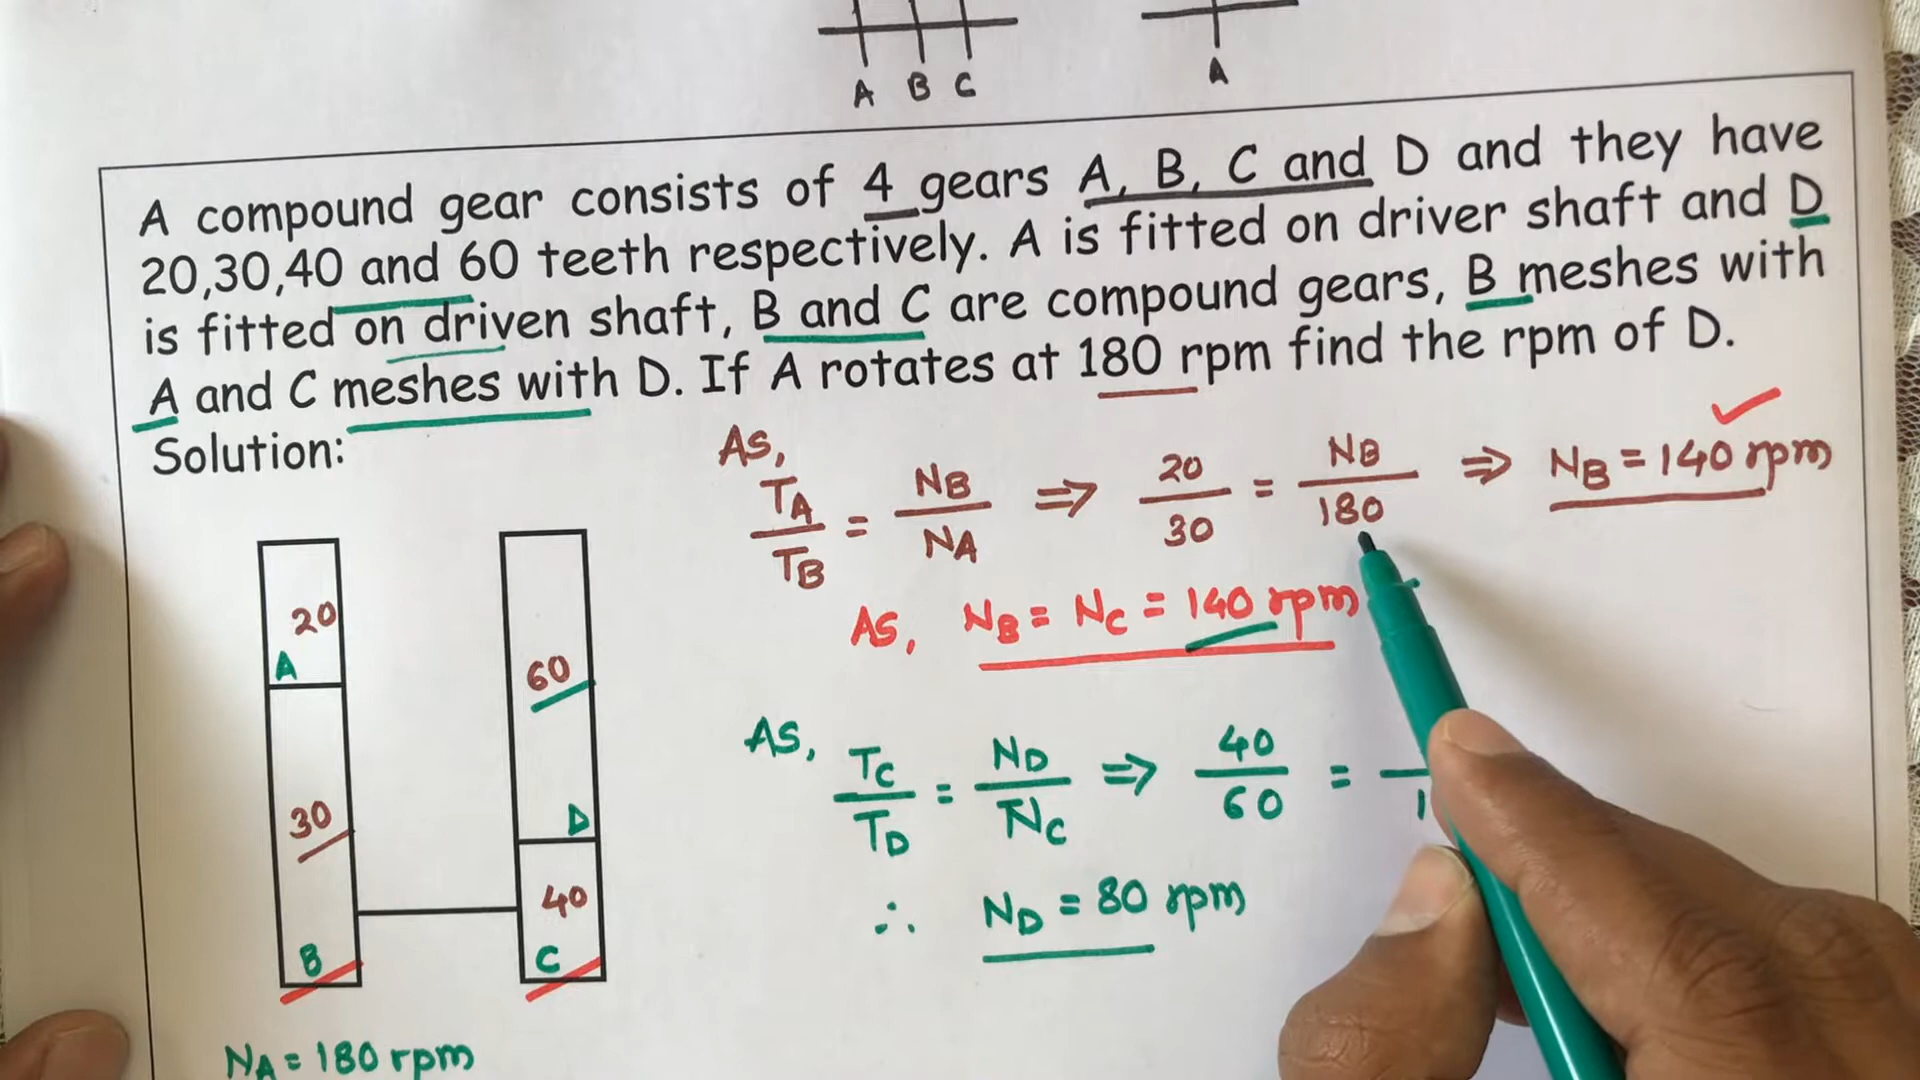 A B C
A
A compound gear consists of 4 gears A, B, C and D and they have
20,30,40 and 60 teeth respectively. A is fitted on driver shaft and D
is fitted on driven shaft, B and C are compound gears, B meshes with
A and C meshes with D. If A rotates at 180 rpm find the rpm of D.
Solution:
As,
TA/TB = NB/NA ⇒ 20/30 = NB/180 ⇒ NB = 140 rpm
As, NB = NC = 140 rpm
As, TC/TD = ND/NC ⇒ 40/60 =
∴ ND = 80 rpm
20
A
30
B
60
D
40
C
NA = 180 rpm